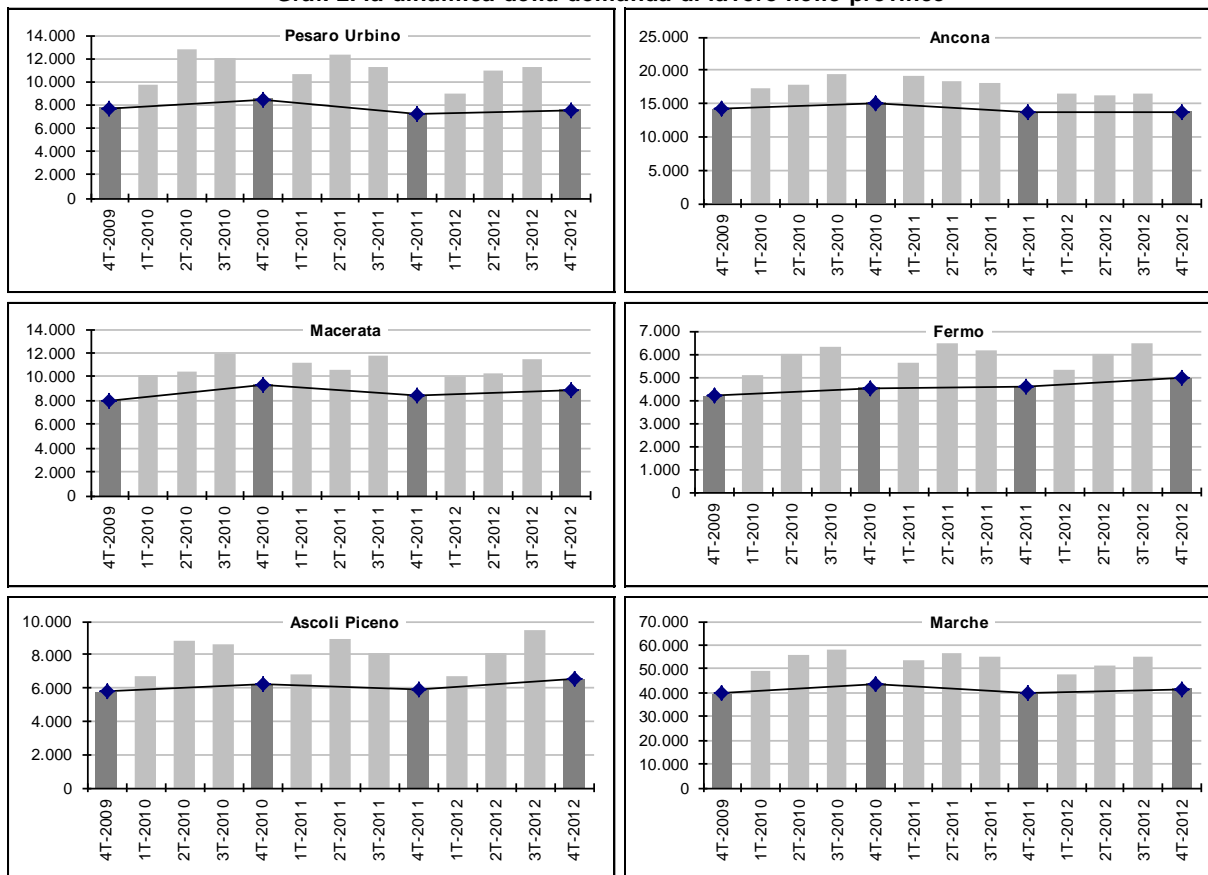 Pesaro Urbino
14.000
12.000
10.000
8.000
6.000
4.000
2.000
0
4T-2009
1T-2010
2T-2010
3T-2010
4T-2010
1T-2011
2T-2011
3T-2011
4T-2011
1T-2012
2T-2012
3T-2012
4T-2012
Ancona
25.000
20.000
15.000
10.000
5.000
0
4T-2009
1T-2010
2T-2010
3T-2010
4T-2010
1T-2011
2T-2011
3T-2011
4T-2011
1T-2012
2T-2012
3T-2012
4T-2012
Macerata
14.000
12.000
10.000
8.000
6.000
4.000
2.000
0
4T-2009
1T-2010
2T-2010
3T-2010
4T-2010
1T-2011
2T-2011
3T-2011
4T-2011
1T-2012
2T-2012
3T-2012
4T-2012
Fermo
7.000
6.000
5.000
4.000
3.000
2.000
1.000
0
4T-2009
1T-2010
2T-2010
3T-2010
4T-2010
1T-2011
2T-2011
3T-2011
4T-2011
1T-2012
2T-2012
3T-2012
4T-2012
Ascoli Piceno
10.000
8.000
6.000
4.000
2.000
0
4T-2009
1T-2010
2T-2010
3T-2010
4T-2010
1T-2011
2T-2011
3T-2011
4T-2011
1T-2012
2T-2012
3T-2012
4T-2012
Marche
70.000
60.000
50.000
40.000
30.000
20.000
10.000
0
4T-2009
1T-2010
2T-2010
3T-2010
4T-2010
1T-2011
2T-2011
3T-2011
4T-2011
1T-2012
2T-2012
3T-2012
4T-2012